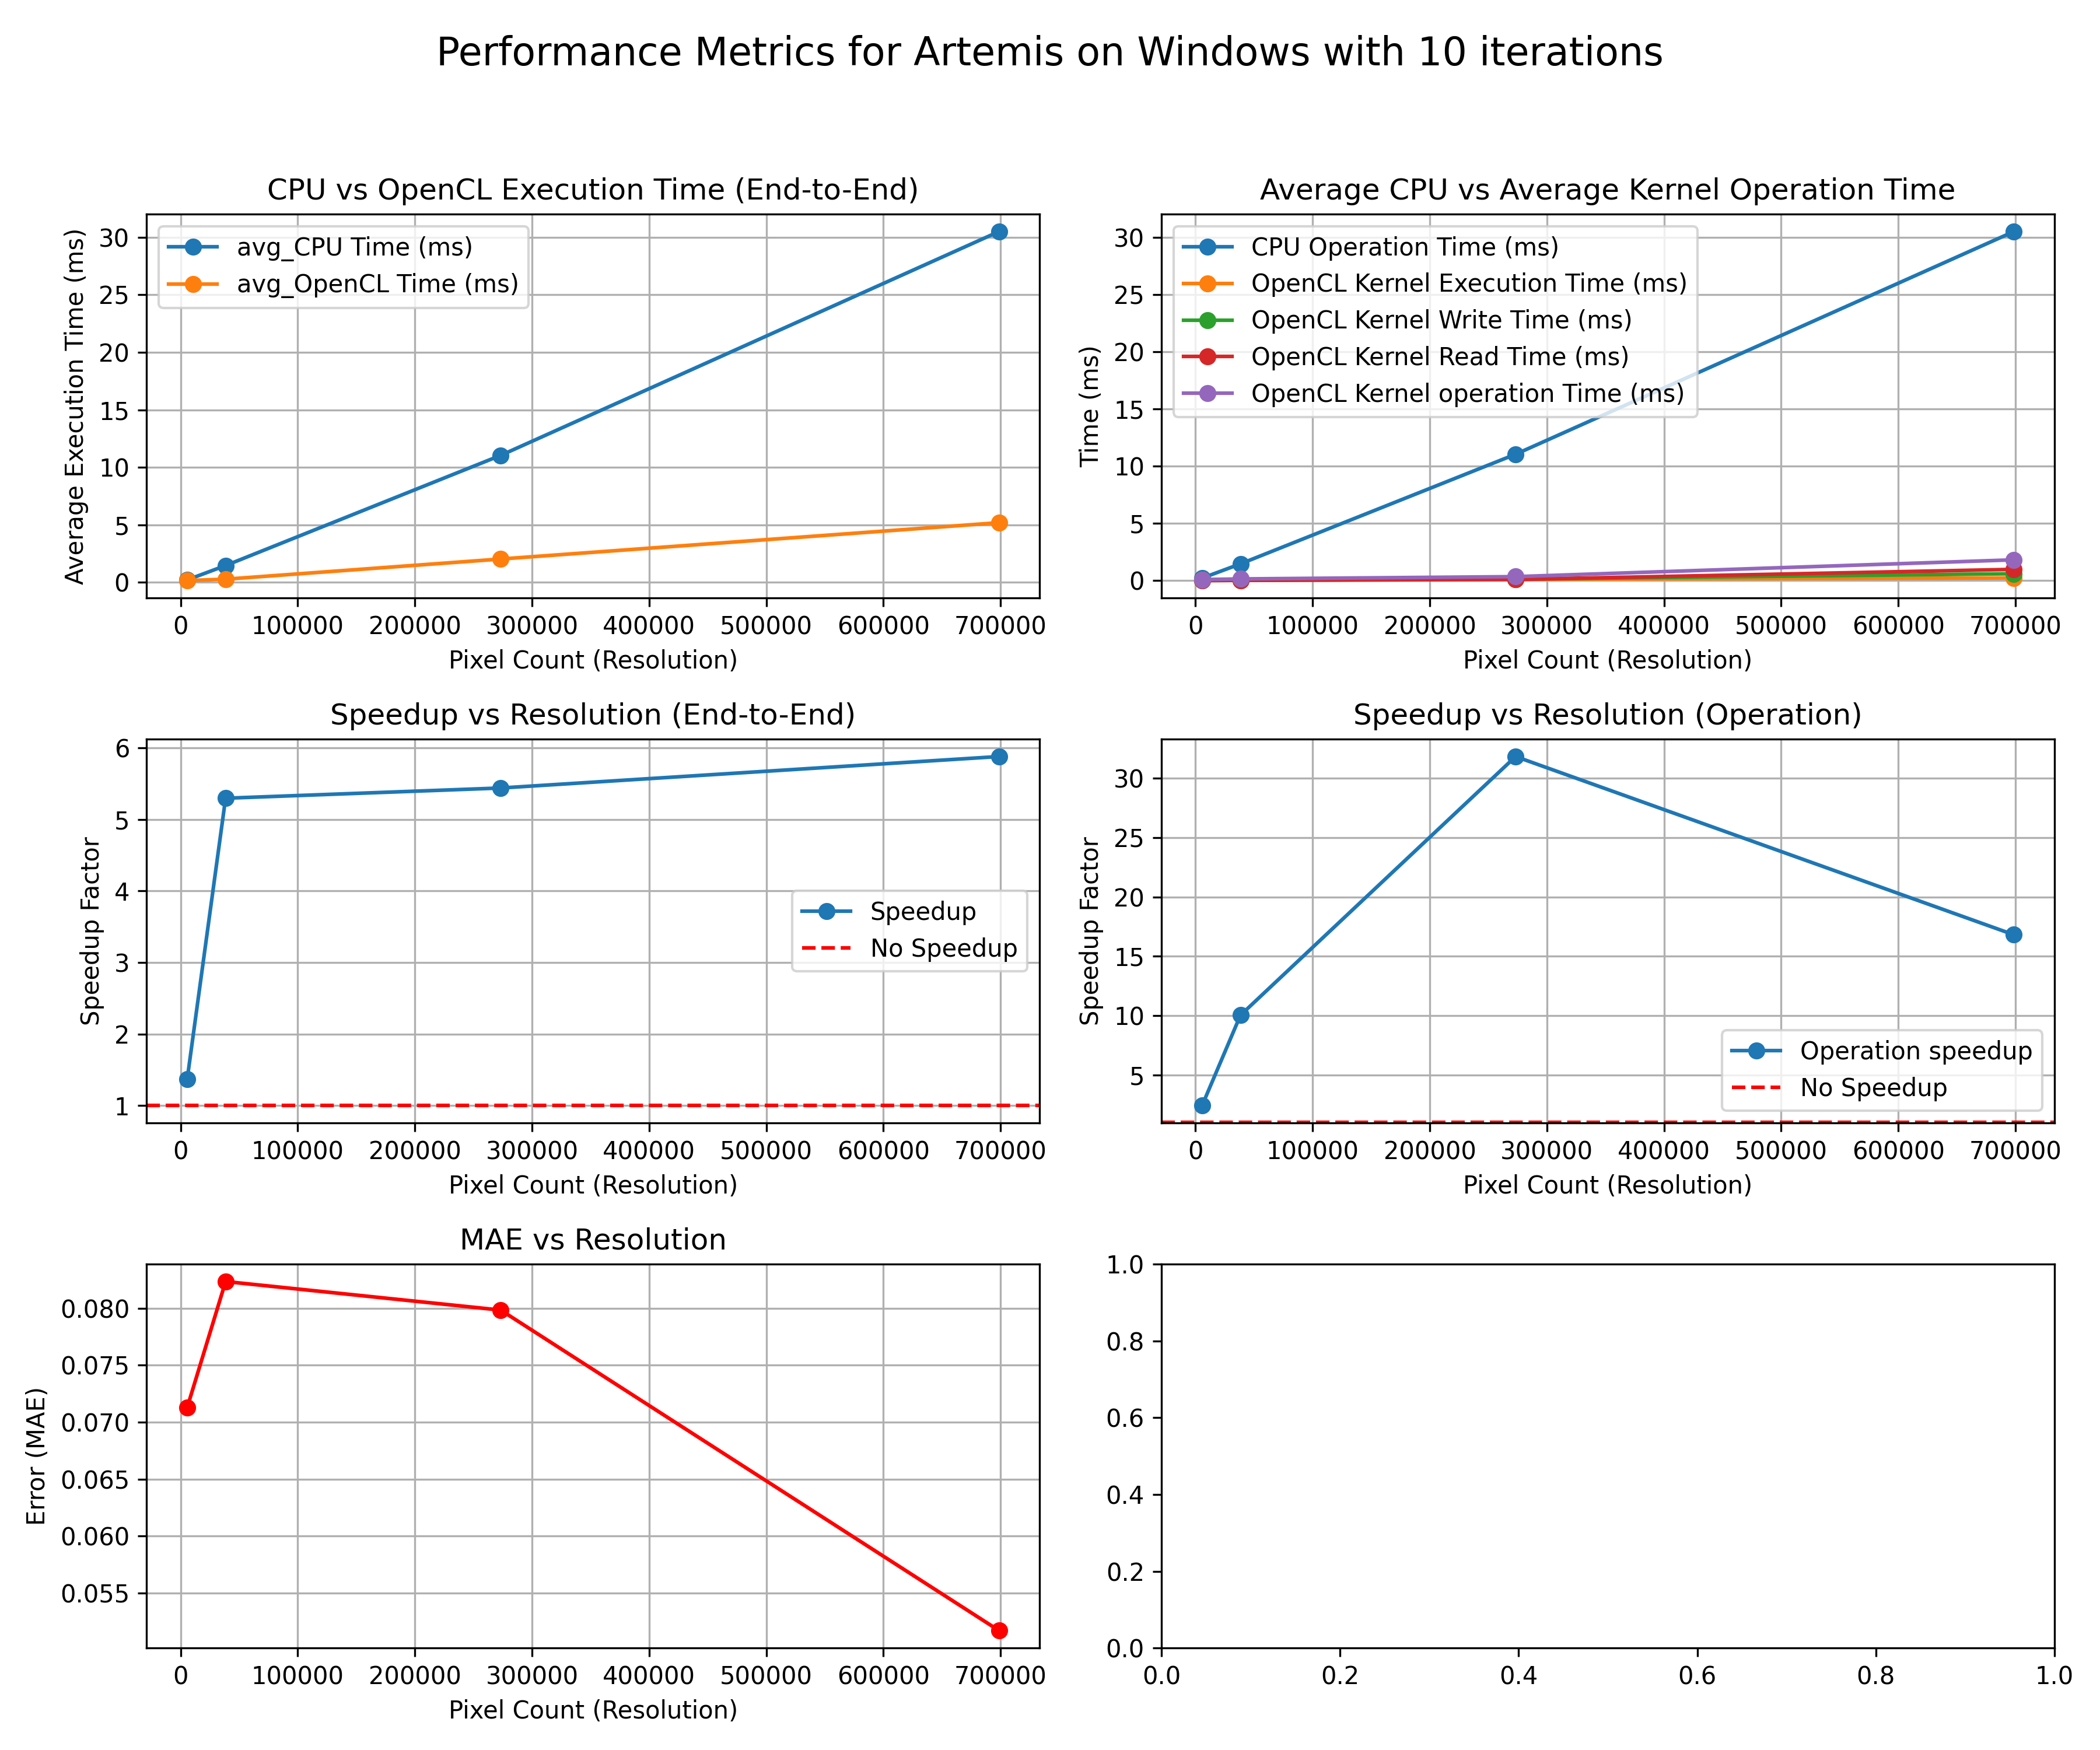 Performance Metrics for Artemis on Windows with 10 iterations
CPU vs OpenCL Execution Time (End-to-End)
Average Execution Time (ms)
30
25
20
15
10
5
0
avg_CPU Time (ms)
avg_OpenCL Time (ms)
0 100000 200000 300000 400000 500000 600000 700000
Pixel Count (Resolution)
Average CPU vs Average Kernel Operation Time
Time (ms)
30
25
20
15
10
5
0
CPU Operation Time (ms)
OpenCL Kernel Execution Time (ms)
OpenCL Kernel Write Time (ms)
OpenCL Kernel Read Time (ms)
OpenCL Kernel operation Time (ms)
0 100000 200000 300000 400000 500000 600000 700000
Pixel Count (Resolution)
Speedup vs Resolution (End-to-End)
Speedup Factor
6
5
4
3
2
1
Speedup
No Speedup
0 100000 200000 300000 400000 500000 600000 700000
Pixel Count (Resolution)
Speedup vs Resolution (Operation)
Speedup Factor
30
25
20
15
10
5
Operation speedup
No Speedup
0 100000 200000 300000 400000 500000 600000 700000
Pixel Count (Resolution)
MAE vs Resolution
Error (MAE)
0.080
0.075
0.070
0.065
0.060
0.055
0 100000 200000 300000 400000 500000 600000 700000
Pixel Count (Resolution)
1.0
0.8
0.6
0.4
0.2
0.0
0.0 0.2 0.4 0.6 0.8 1.0